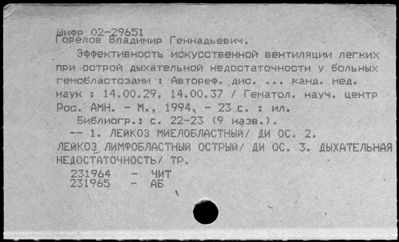 Шифр 02-29651
Горелов Владимир Геннадьевич.
Эффективность искусственной вентиляции легких
при острой дыхательной недостаточности у больных
гемобластозами : Автореф. дис. ... канд. мед.
наук : 14.00.29, 14.00.37 / Гематол. науч. центр
Рос. АМН. - М., 1994, - 23 с. : ил.
Библиогр.: с. 22-23 (9 назв.).
-- 1. ЛЕЙКОЗ МИЕЛОБЛАСТНЫЙ/ ДИ ОС. 2.
ЛЕЙКОЗ ЛИМФОБЛАСТНЫЙ ОСТРЫЙ/ ДИ ОС. 3. ДЫХАТЕЛЬНАЯ
НЕДОСТАТОЧНОСТЬ/ ТР.
231964 - ЧИТ
231965 - АБ